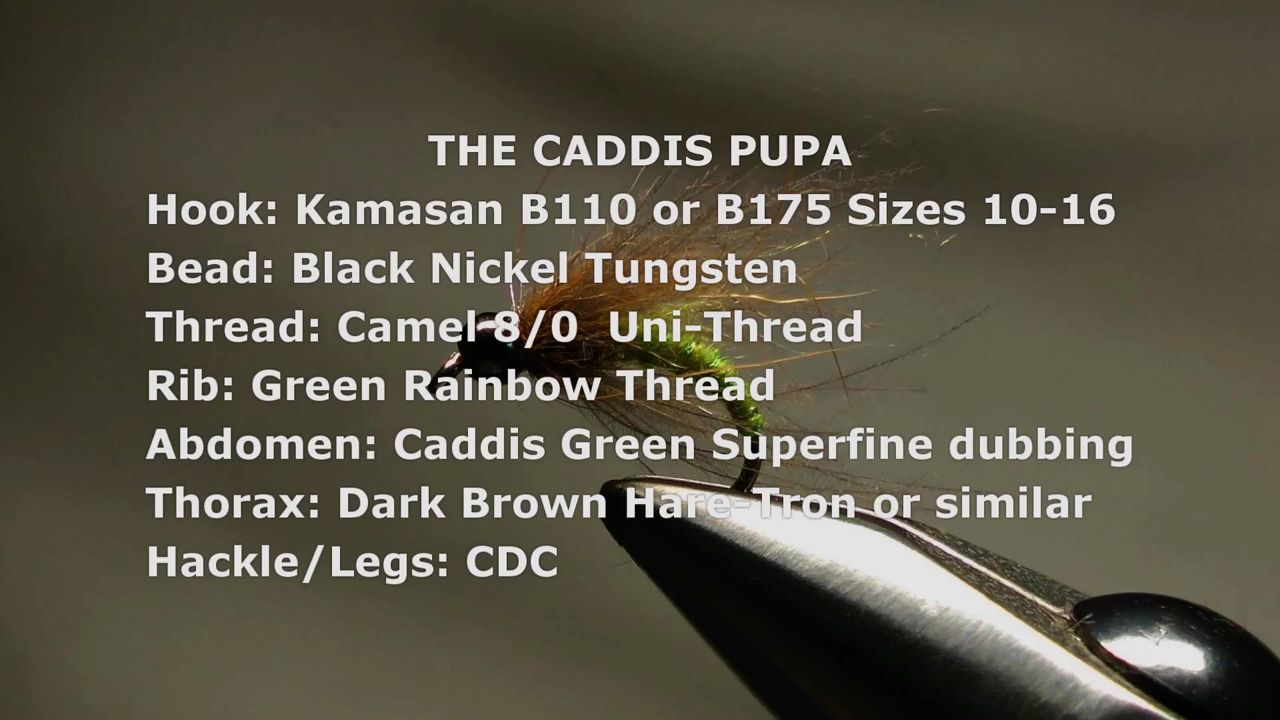 THE CADDIS PUPA
Hook: Kamasan B110 or B175 Sizes 10-16
Bead: Black Nickel Tungsten
Thread: Camel 8/0  Uni-Thread
Rib: Green Rainbow Thread
Abdomen: Caddis Green Superfine dubbing
Thorax: Dark Brown Hare-Tron or similar
Hackle/Legs: CDC